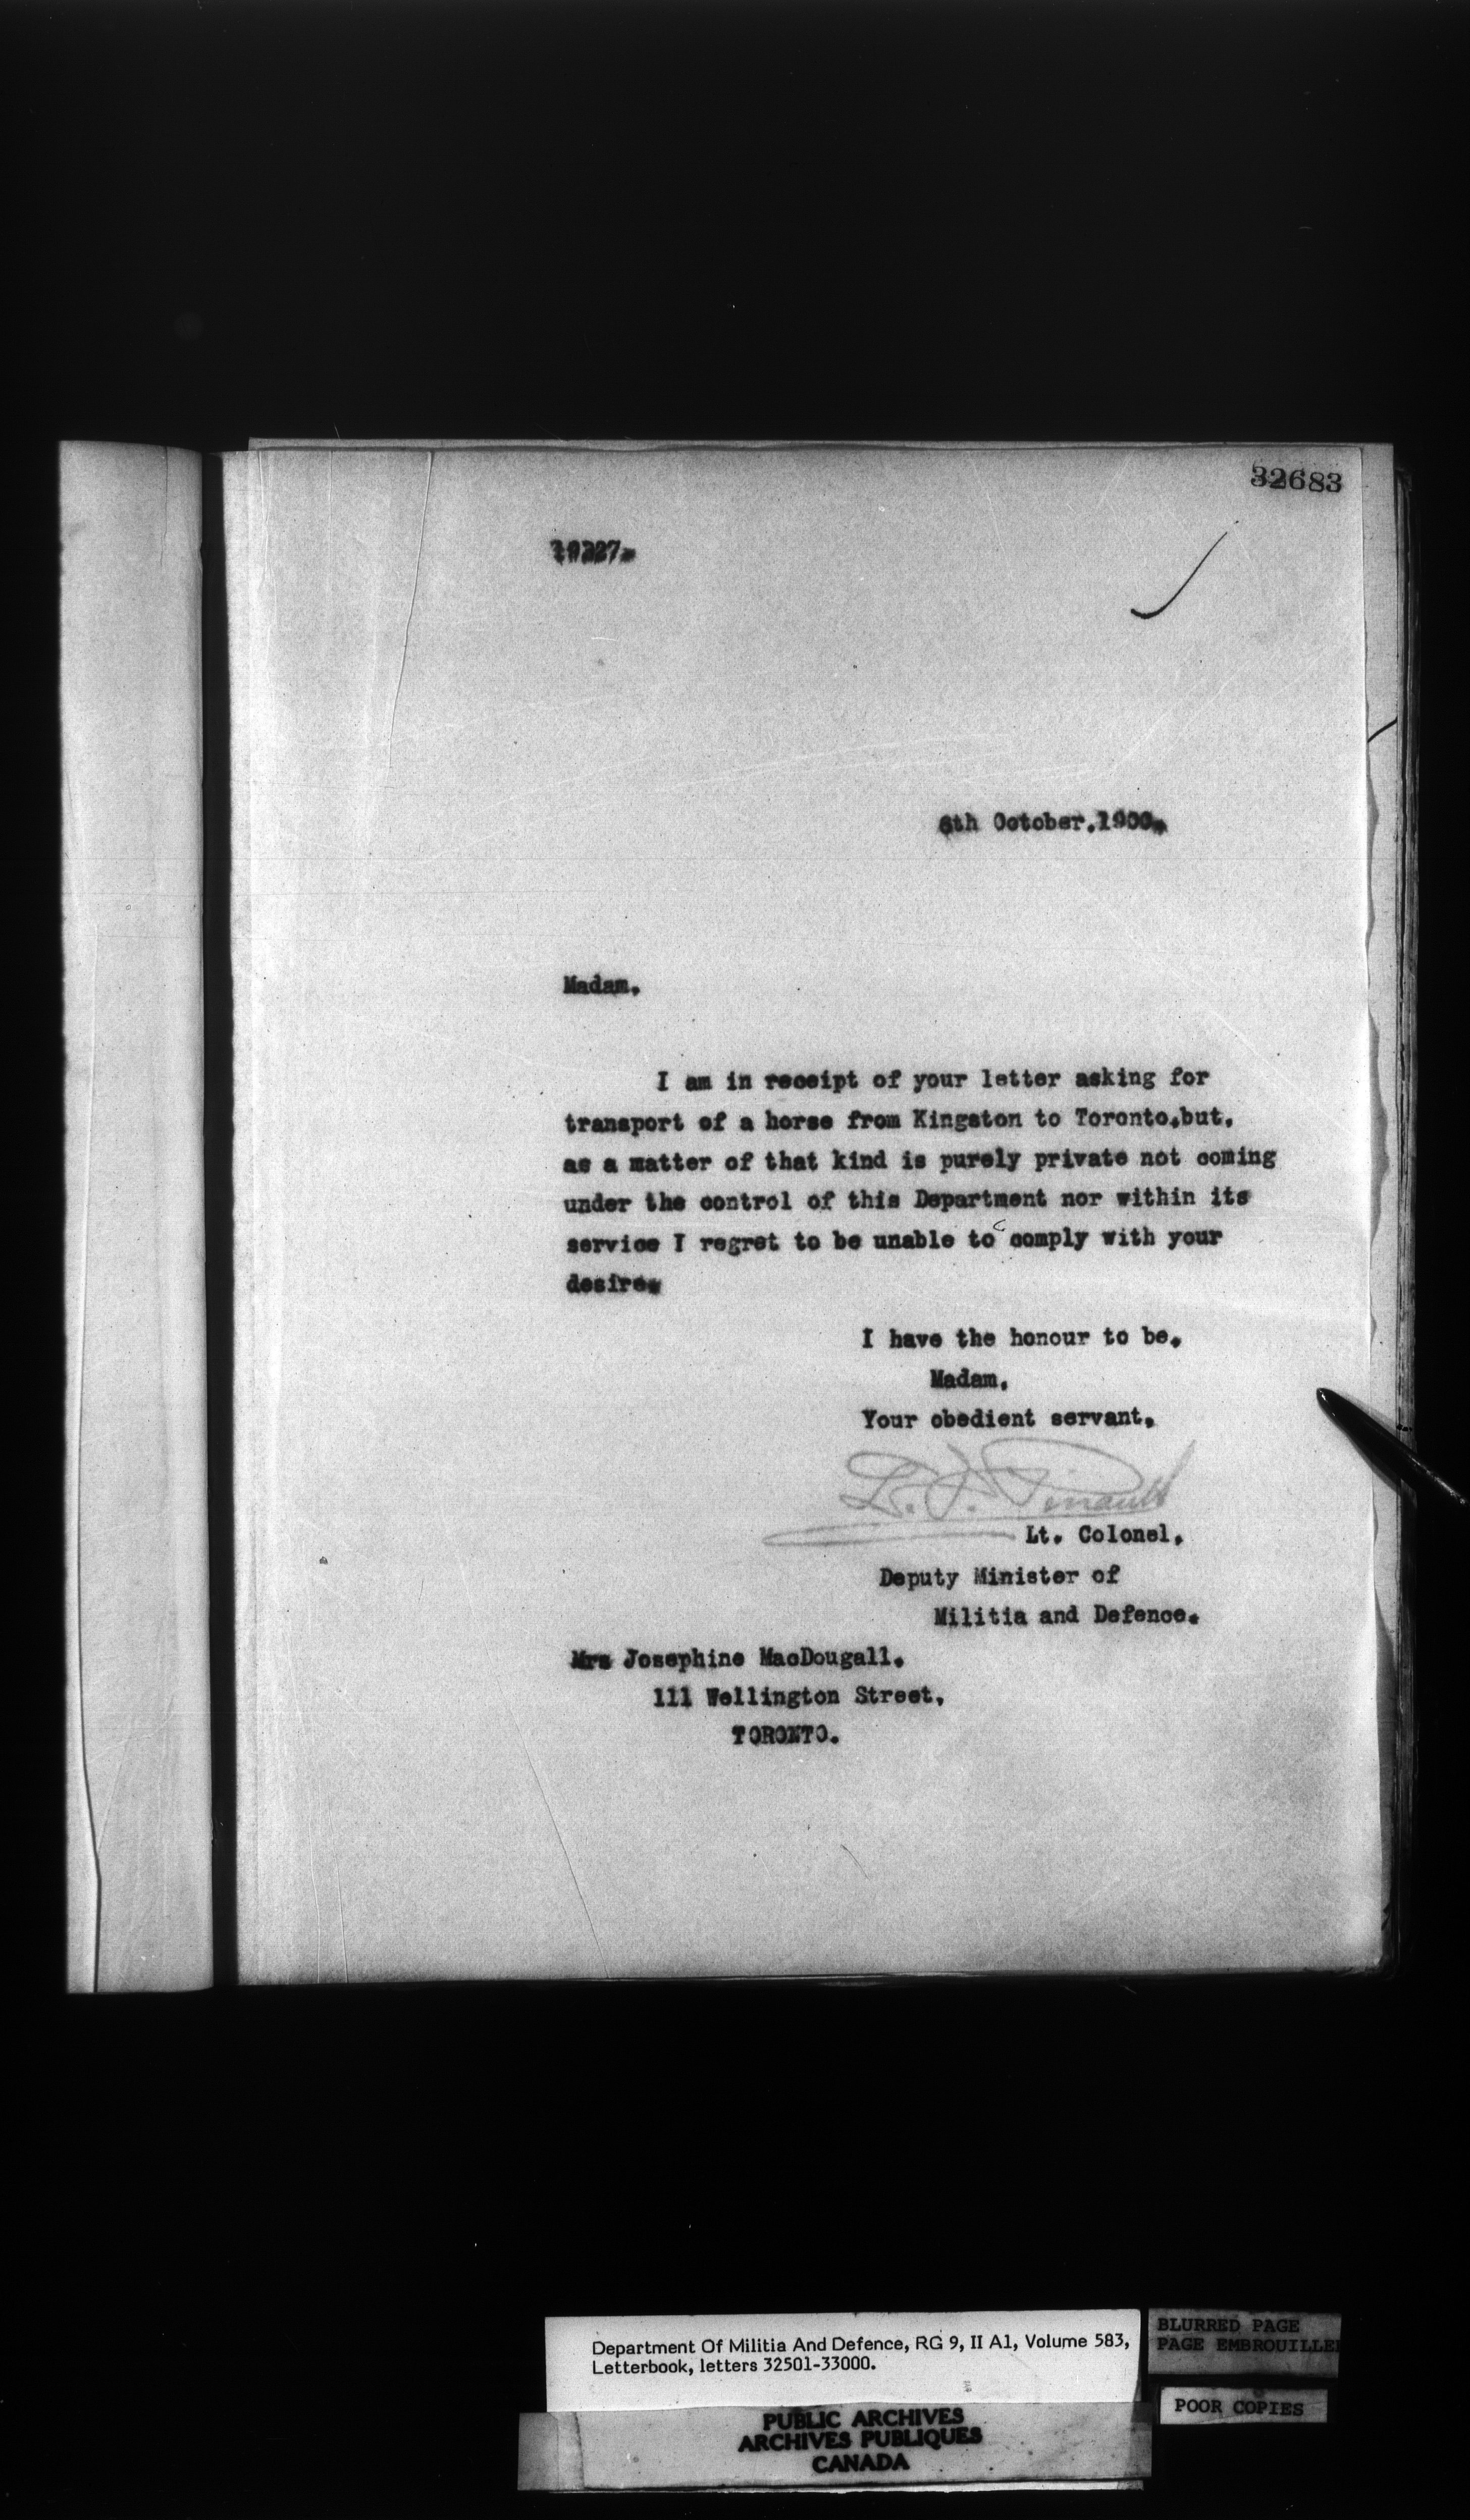 32683
6th October,1900.
Madam,
I am in receipt of your letter asking for
transport of a horse from Kingston to Toronto,but,
as a matter of that kind is purely private not coming
under the control of this Department nor within its
service I regret to be unable to comply with your
desire.
I have the honour to be,
Madam,
Your obedient servant,
L. F. Pinault
Lt. Colonel,
Deputy Minister of
Militia and Defence.
Mrs Josephine MacDougall,
111 Wellington Street,
TORONTO.
Department Of Militia And Defence, RG 9, II A1, Volume 583,
Letterbook, letters 32501-33000.
BLURRED PAGE
PAGE EMBROUILLEE
POOR COPIES
PUBLIC ARCHIVES
ARCHIVES PUBLIQUES
CANADA